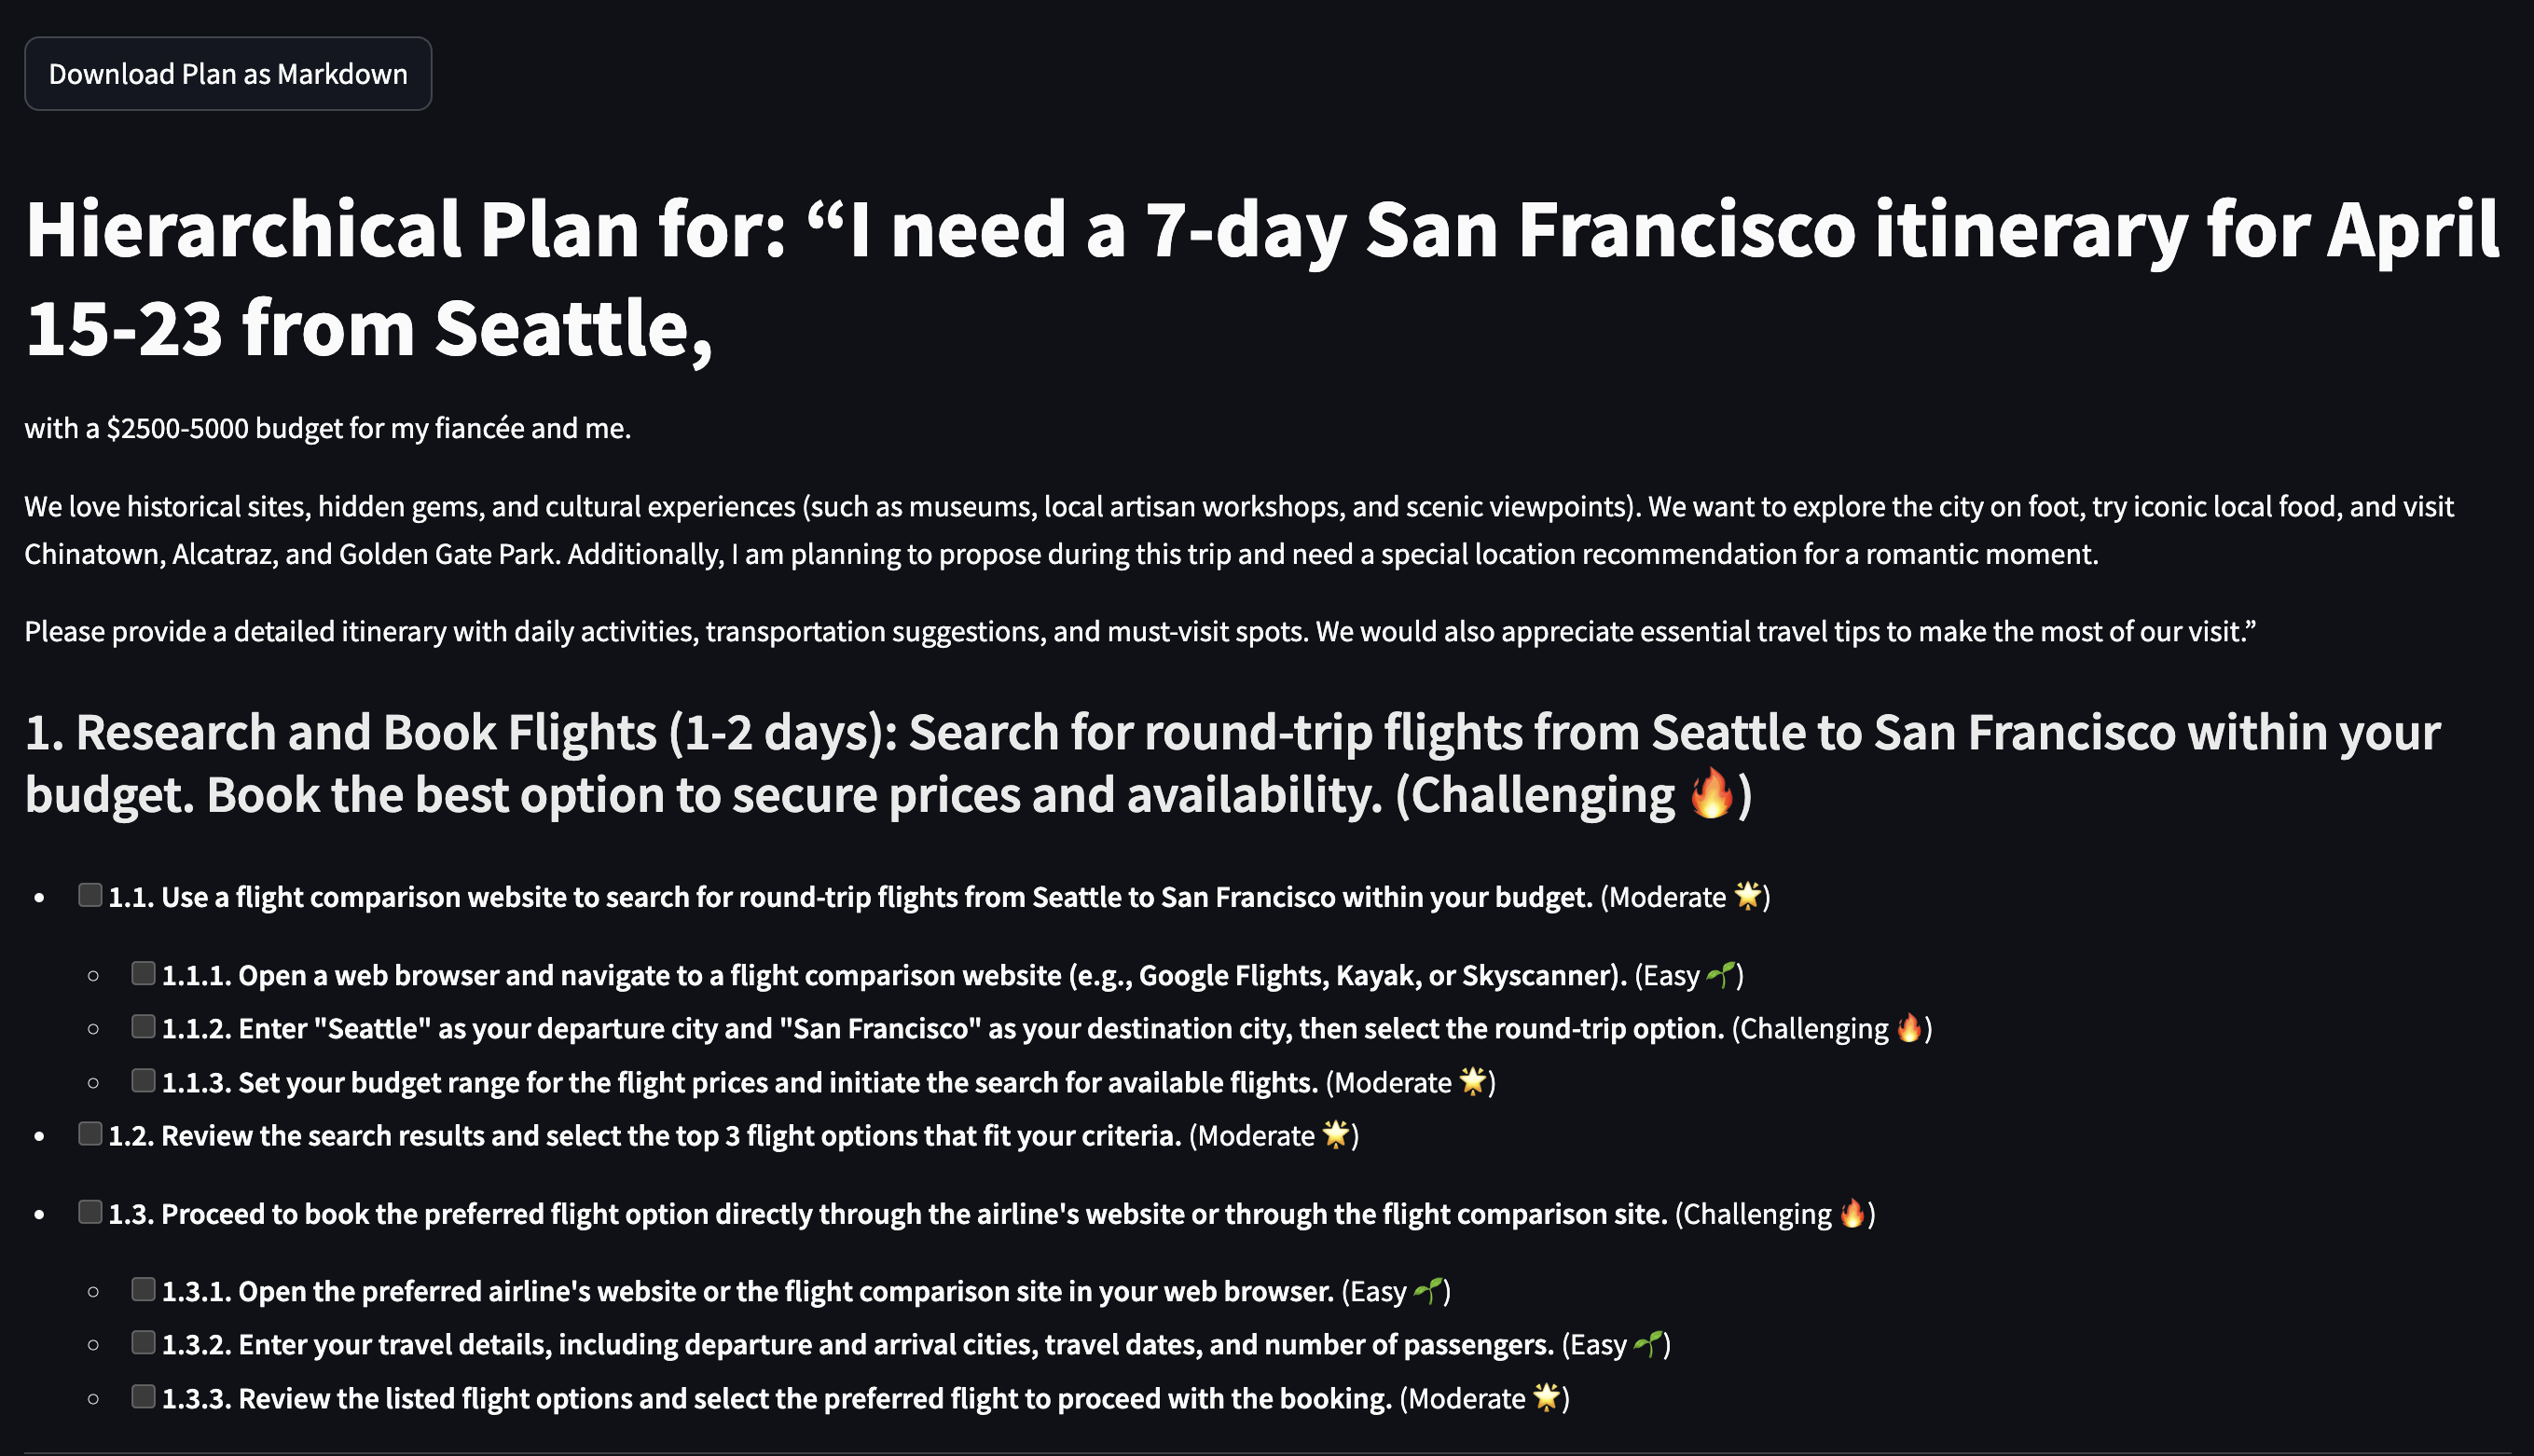 Download Plan as Markdown
Hierarchical Plan for: “I need a 7-day San Francisco itinerary for April
15-23 from Seattle,
with a $2500-5000 budget for my fiancée and me.
We love historical sites, hidden gems, and cultural experiences (such as museums, local artisan workshops, and scenic viewpoints). We want to explore the city on foot, try iconic local food, and visit
Chinatown, Alcatraz, and Golden Gate Park. Additionally, I am planning to propose during this trip and need a special location recommendation for a romantic moment.
Please provide a detailed itinerary with daily activities, transportation suggestions, and must-visit spots. We would also appreciate essential travel tips to make the most of our visit.”
1. Research and Book Flights (1-2 days): Search for round-trip flights from Seattle to San Francisco within your
budget. Book the best option to secure prices and availability. (Challenging 🔥)
1.1. Use a flight comparison website to search for round-trip flights from Seattle to San Francisco within your budget. (Moderate 🌟)
1.1.1. Open a web browser and navigate to a flight comparison website (e.g., Google Flights, Kayak, or Skyscanner). (Easy 🌱)
1.1.2. Enter "Seattle" as your departure city and "San Francisco" as your destination city, then select the round-trip option. (Challenging 🔥)
1.1.3. Set your budget range for the flight prices and initiate the search for available flights. (Moderate 🌟)
1.2. Review the search results and select the top 3 flight options that fit your criteria. (Moderate 🌟)
1.3. Proceed to book the preferred flight option directly through the airline's website or through the flight comparison site. (Challenging 🔥)
1.3.1. Open the preferred airline's website or the flight comparison site in your web browser. (Easy 🌱)
1.3.2. Enter your travel details, including departure and arrival cities, travel dates, and number of passengers. (Easy 🌱)
1.3.3. Review the listed flight options and select the preferred flight to proceed with the booking. (Moderate 🌟)